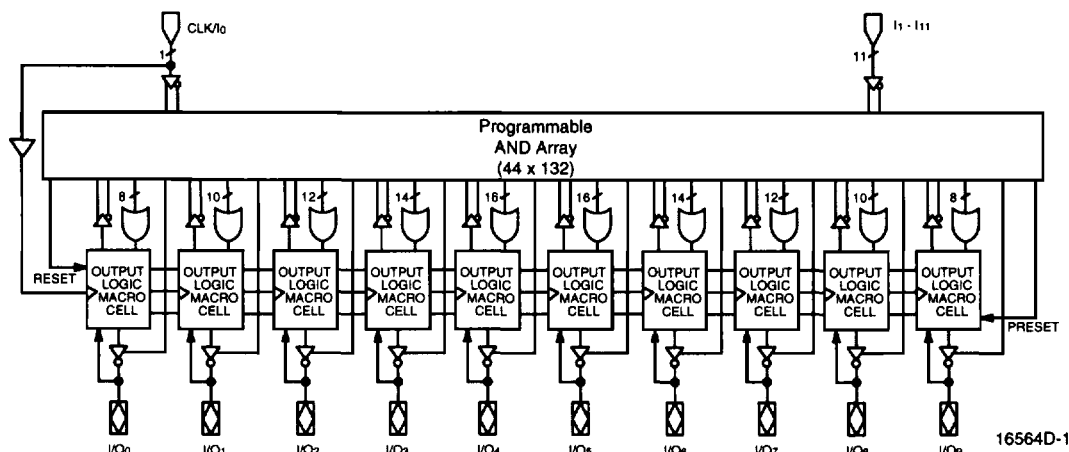 CLK/I0
I1 - I11
1
11
Programmable
AND Array
(44 x 132)
8
10
12
14
16
16
14
12
10
8
OUTPUT LOGIC MACRO CELL
OUTPUT LOGIC MACRO CELL
OUTPUT LOGIC MACRO CELL
OUTPUT LOGIC MACRO CELL
OUTPUT LOGIC MACRO CELL
OUTPUT LOGIC MACRO CELL
OUTPUT LOGIC MACRO CELL
OUTPUT LOGIC MACRO CELL
OUTPUT LOGIC MACRO CELL
OUTPUT LOGIC MACRO CELL
RESET
PRESET
I/O0
I/O1
I/O2
I/O3
I/O4
I/O5
I/O6
I/O7
I/O8
I/O9
16564D-1